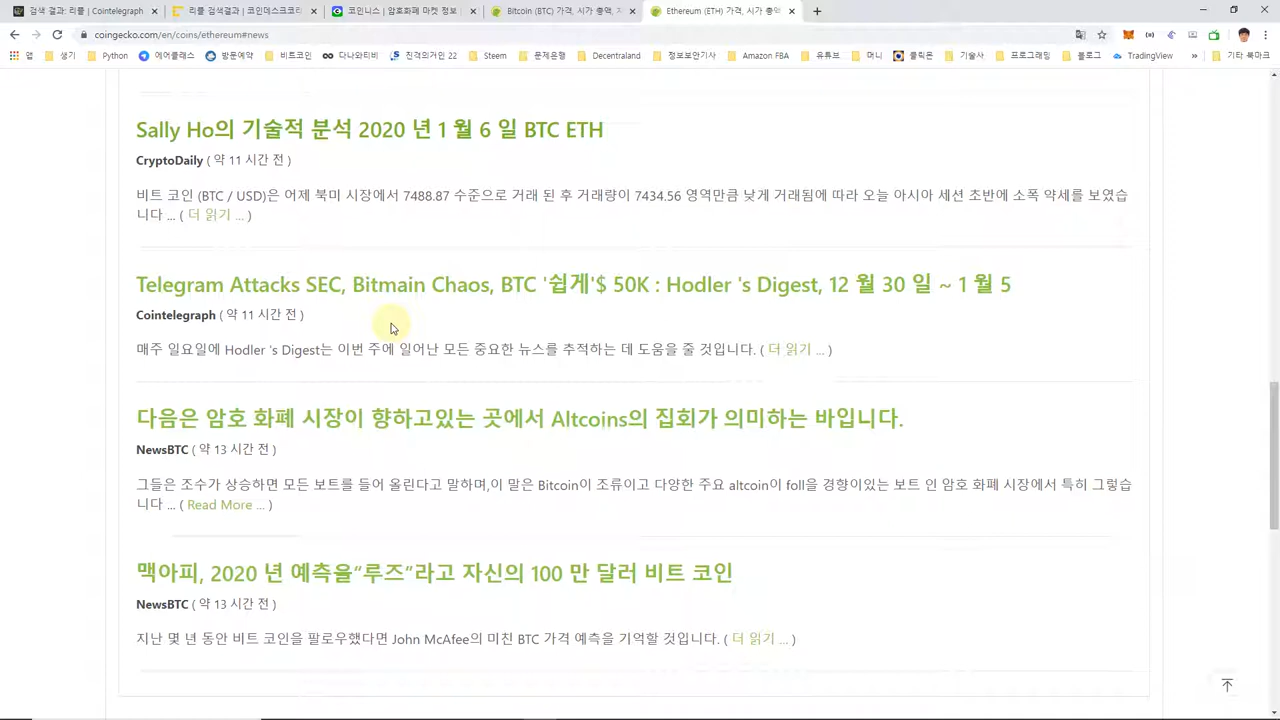 검색 결과: 리플 | Cointelegraph
리플 검색결과 | 코인데스크코리
코인니스 | 암호화폐 마켓 정보
Bitcoin (BTC) 가격, 시가 총액, 차
Ethereum (ETH) 가격, 시가 총액
coingecko.com/en/coins/ethereum#news
앱 생기 Python 에어클래스 방문예약 비트코인 다나와비티씨 진격의거인 22 Steem 문제은행 Decentraland 정보보안기사 Amazon FBA 유튜브 머니 클릭온 기술사 프로그래밍 블로그 TradingView » 기타 북마크
Sally Ho의 기술적 분석 2020 년 1 월 6 일 BTC ETH
CryptoDaily ( 약 11 시간 전 )
비트 코인 (BTC / USD)은 어제 북미 시장에서 7488.87 수준으로 거래 된 후 거래량이 7434.56 영역만큼 낮게 거래됨에 따라 오늘 아시아 세션 초반에 소폭 약세를 보였습
니다 ... ( 더 읽기 ... )
Telegram Attacks SEC, Bitmain Chaos, BTC '쉽게'$ 50K : Hodler 's Digest, 12 월 30 일 ~ 1 월 5
Cointelegraph ( 약 11 시간 전 )
매주 일요일에 Hodler 's Digest는 이번 주에 일어난 모든 중요한 뉴스를 추적하는 데 도움을 줄 것입니다. ( 더 읽기 ... )
다음은 암호 화폐 시장이 향하고있는 곳에서 Altcoins의 집회가 의미하는 바입니다.
NewsBTC ( 약 13 시간 전 )
그들은 조수가 상승하면 모든 보트를 들어 올린다고 말하며,이 말은 Bitcoin이 조류이고 다양한 주요 altcoin이 foll을 경향이있는 보트 인 암호 화폐 시장에서 특히 그렇습
니다 ... ( Read More ... )
맥아피, 2020 년 예측을“루즈”라고 자신의 100 만 달러 비트 코인
NewsBTC ( 약 13 시간 전 )
지난 몇 년 동안 비트 코인을 팔로우했다면 John McAfee의 미친 BTC 가격 예측을 기억할 것입니다. ( 더 읽기 ... )